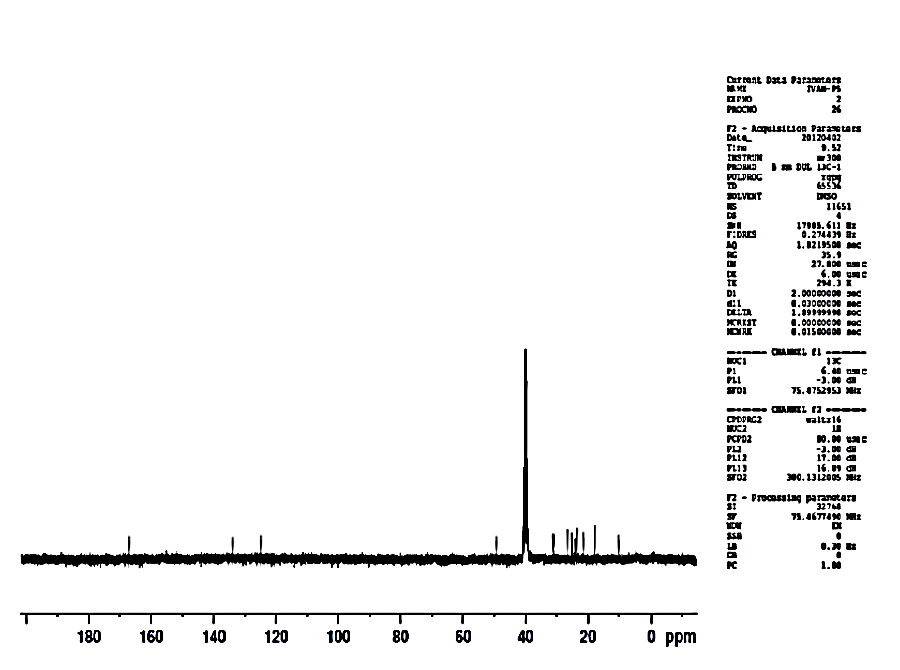 Current Data Parameters
NAME IVAN-P5
EXPNO 2
PROCNO 26
F2 - Acquisition Parameters
Date_ 20120402
Time 9.52
INSTRUM
PROBHD 5 mm DUL 13C-1
PULPROG zgpg
TD 65536
SOLVENT DMSO
NS 11651
DS 4
SWH 17985.611 Hz
FIDRES 0.274439 Hz
AQ 1.8219508 sec
RG 35.9
DW 27.800 usec
DE 6.00 usec
TE 294.3 K
D1 2.00000000 sec
d11 0.03000000 sec
DELTA 1.89999998 sec
MCREST 0.00000000 sec
MCWRK 0.01500000 sec
======= CHANNEL f1 =======
NUC1 13C
P1 6.40 usec
PL1 -3.00 dB
SFO1 75.4752953 MHz
======= CHANNEL f2 =======
CPDPRG2 waltz16
NUC2 1H
PCPD2 80.00 usec
PL2 -3.00 dB
PL12 17.00 dB
PL13 dB
SFO2 300.1312005 MHz
F2 - Processing parameters
SI 32768
SF 75.4677490 MHz
WDW EM
SSB 0
LB 0.30 Hz
GB 0
PC 1.00
180 160 140 120 100 80 60 40 20 0 ppm